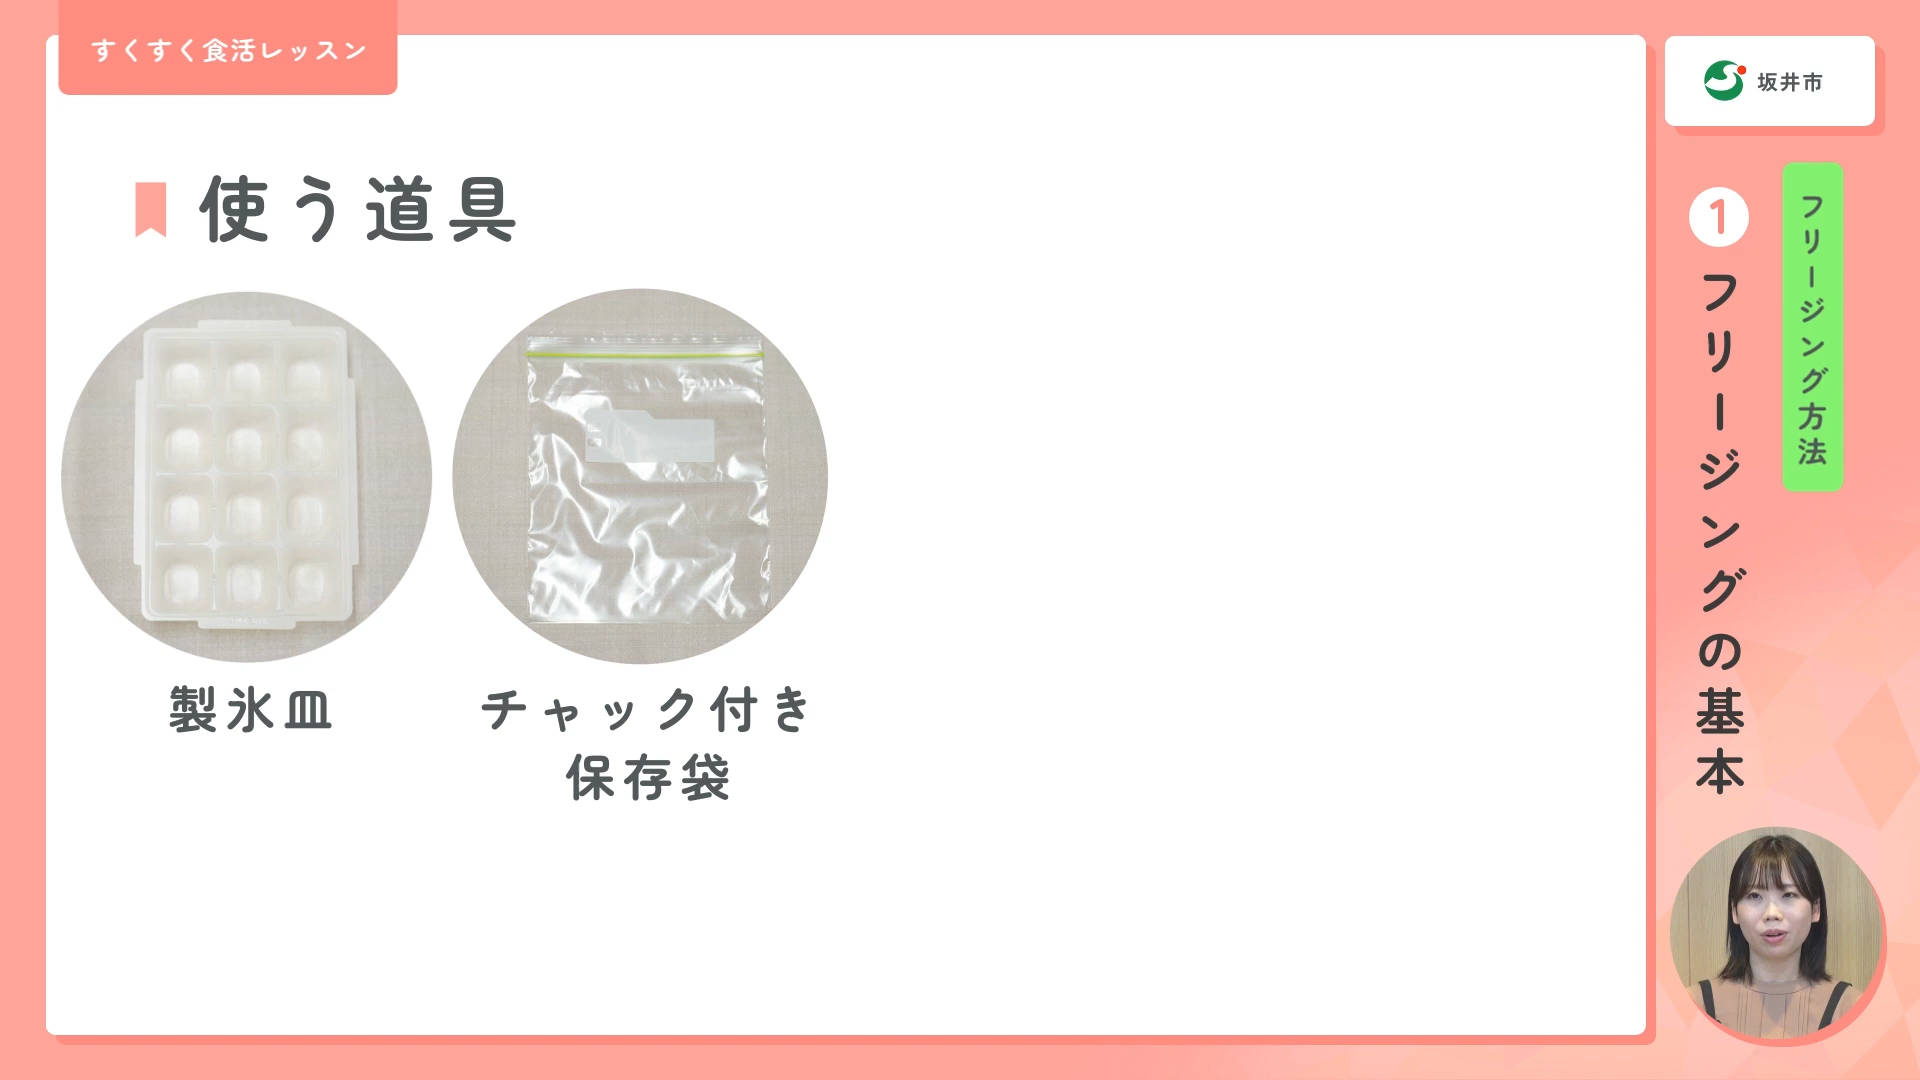 すくすく食活レッスン
坂井市
フリージング方法
1 フリージングの基本
使う道具
製氷皿
チャック付き
保存袋